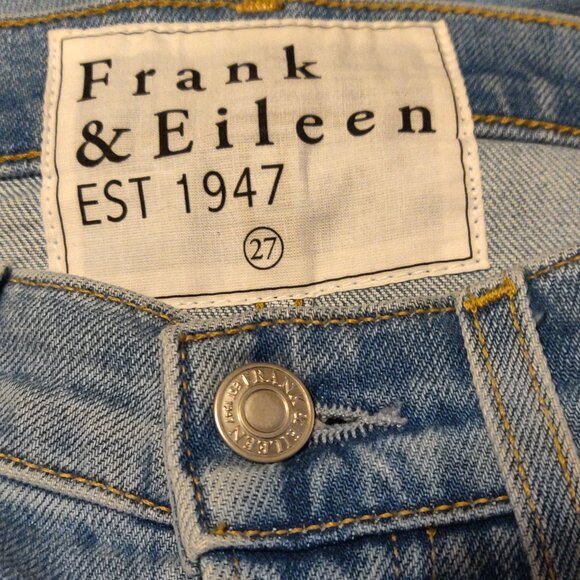 Frank
& Eileen
EST 1947
27
FRANK & EILEEN